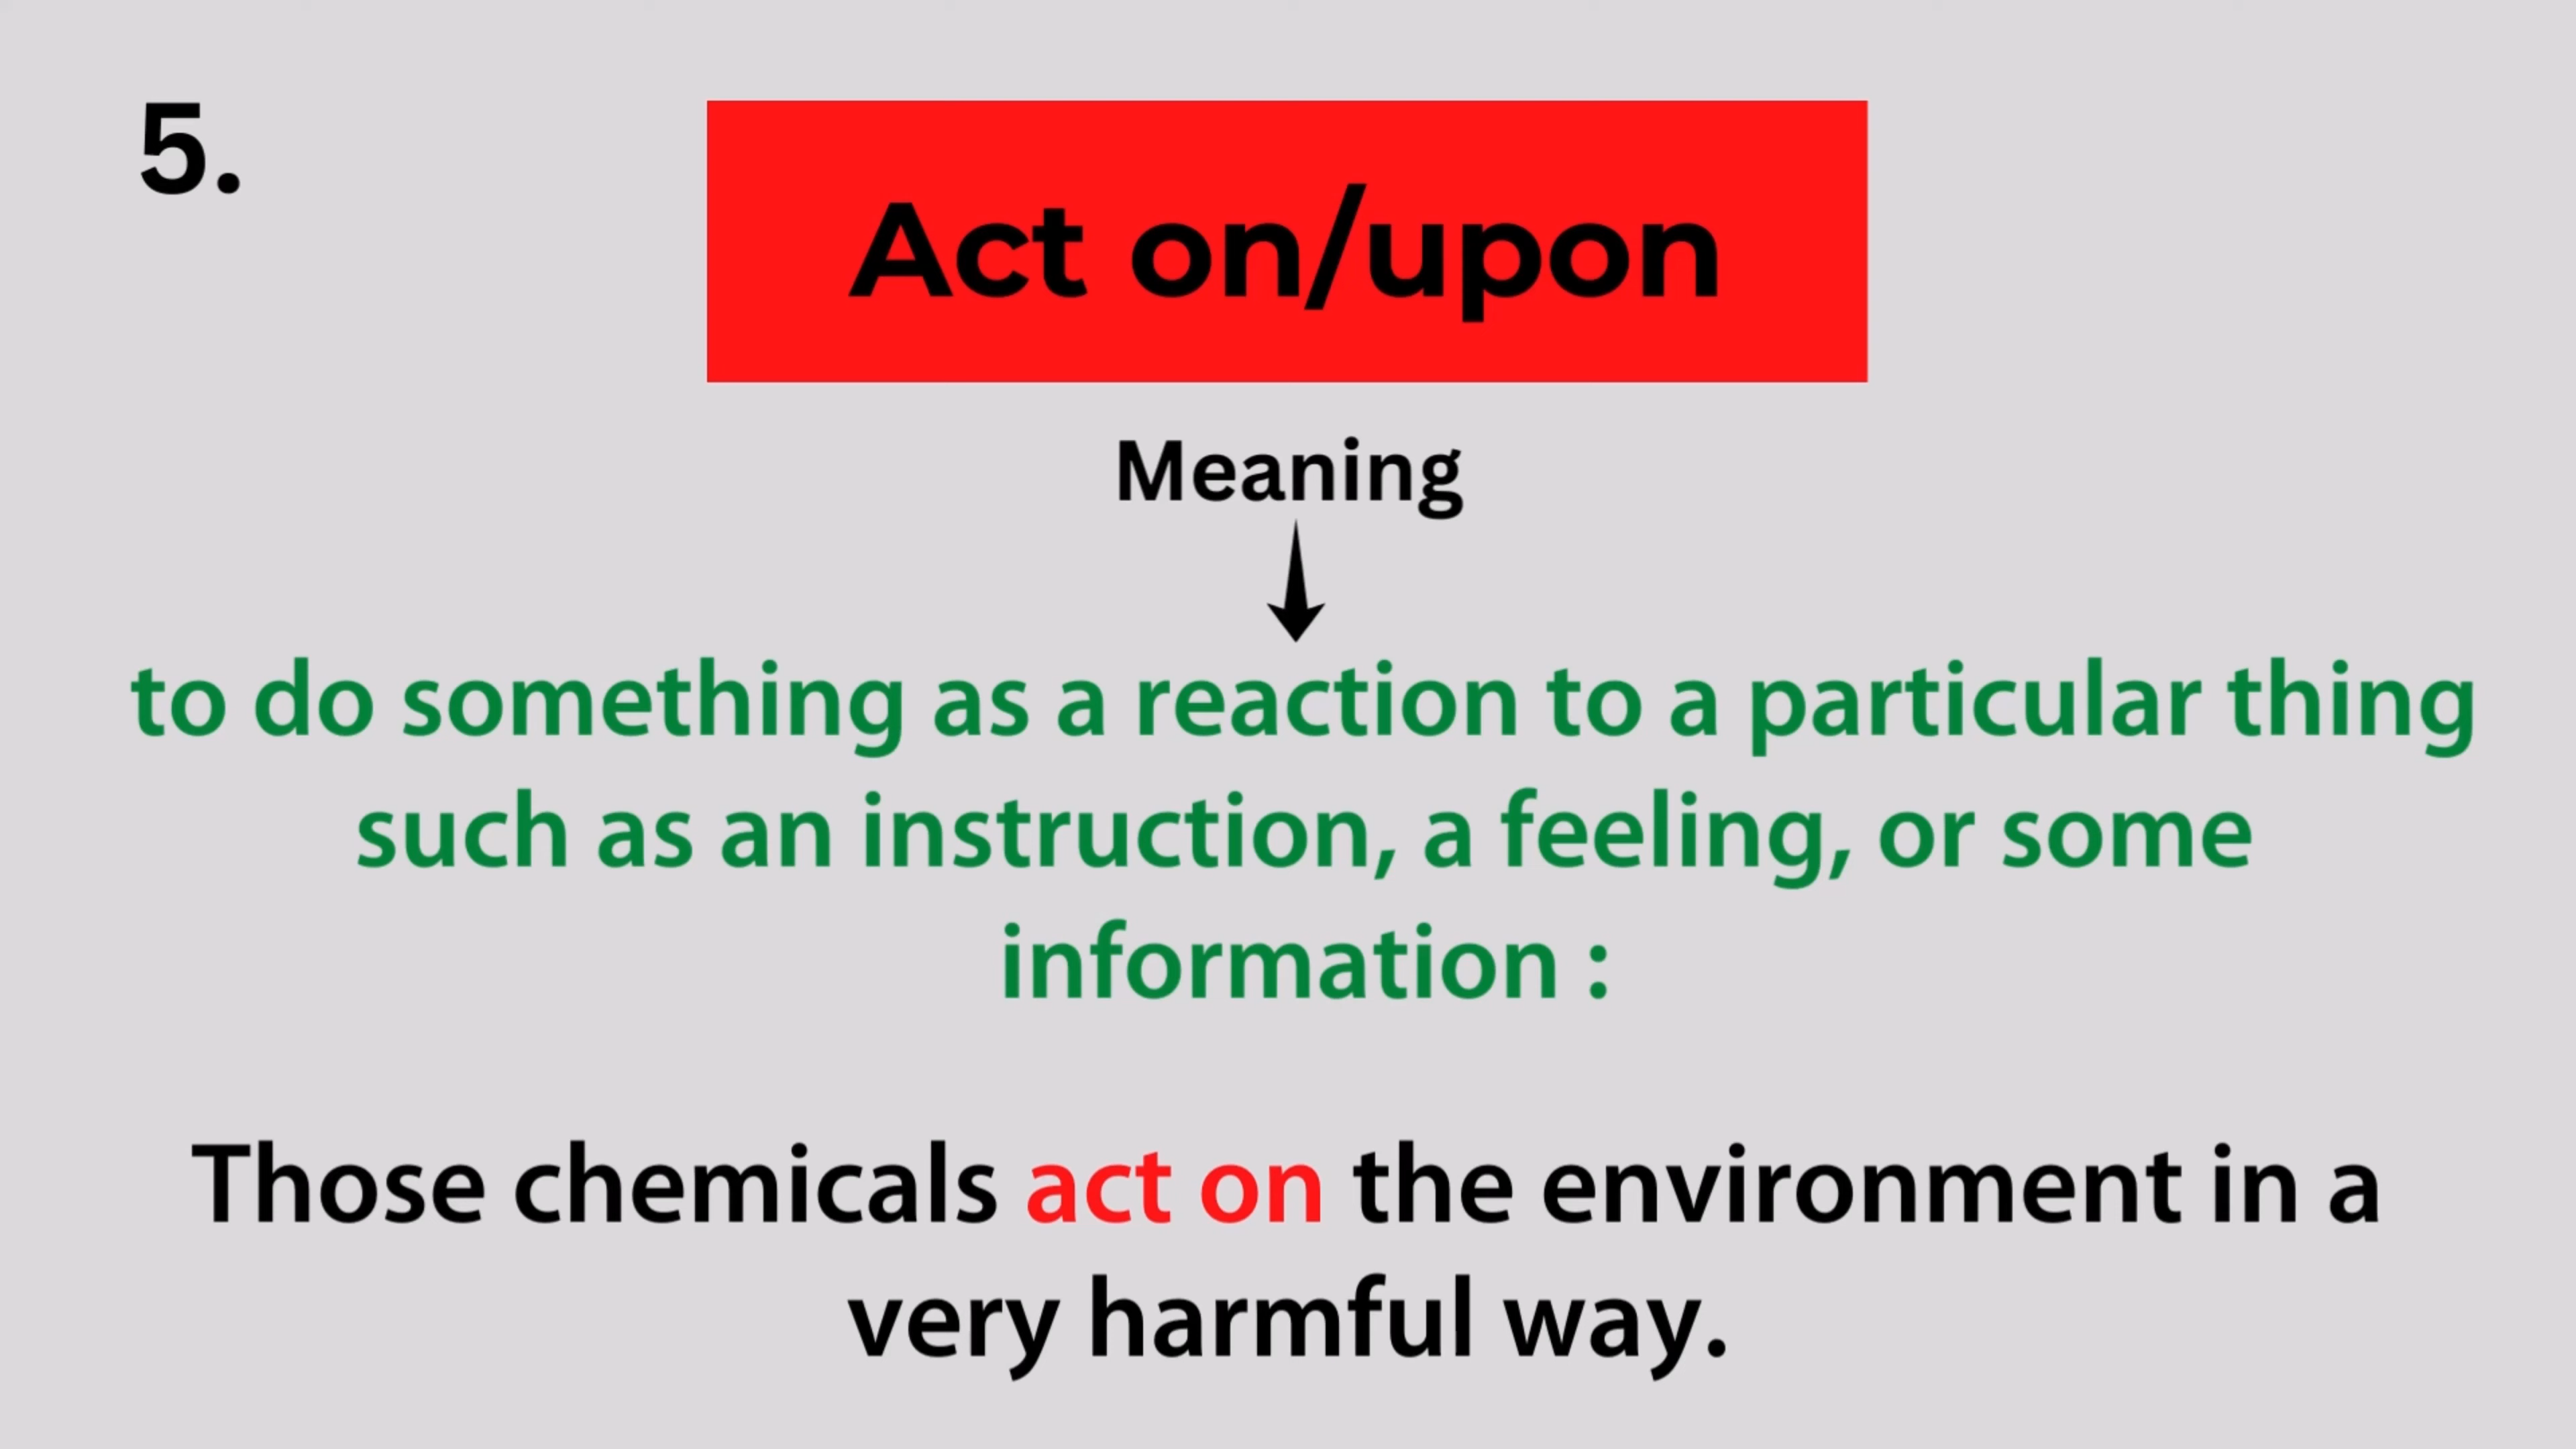 5.
Act on/upon
Meaning
to do something as a reaction to a particular thing
such as an instruction, a feeling, or some
information :
Those chemicals act on the environment in a
very harmful way.